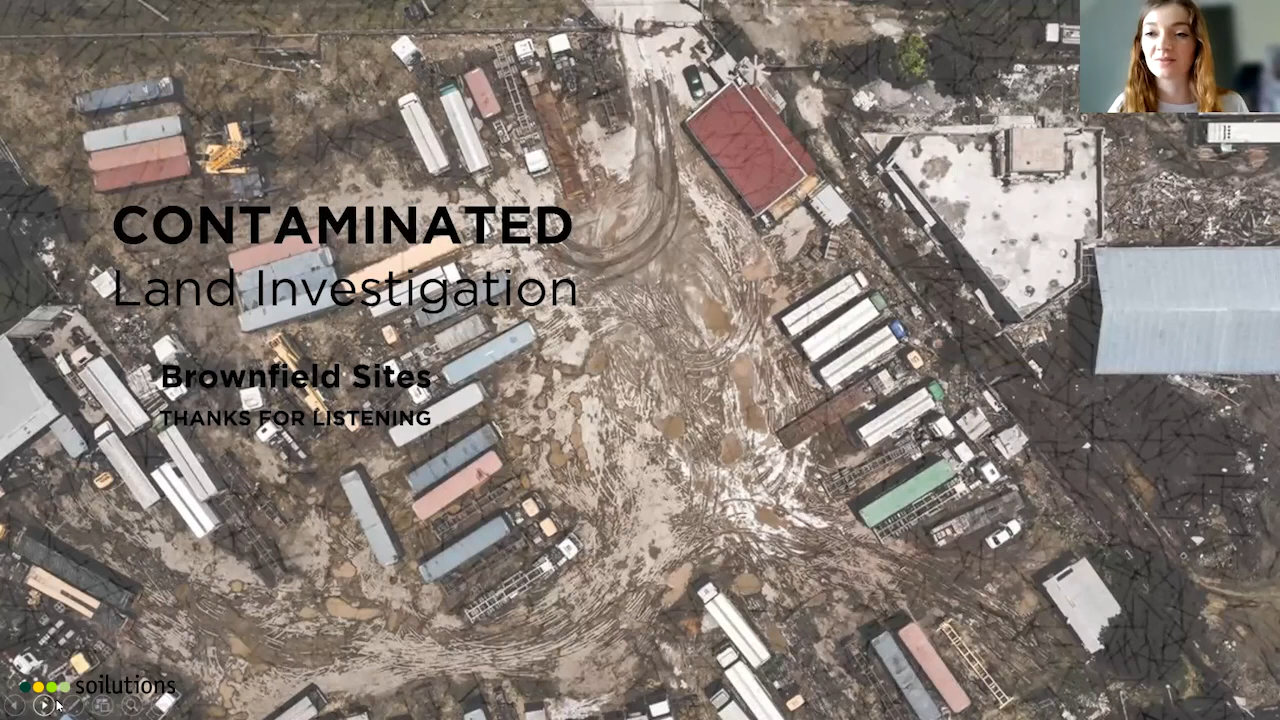 CONTAMINATED
Land Investigation
Brownfield Sites
THANKS FOR LISTENING
soilutions